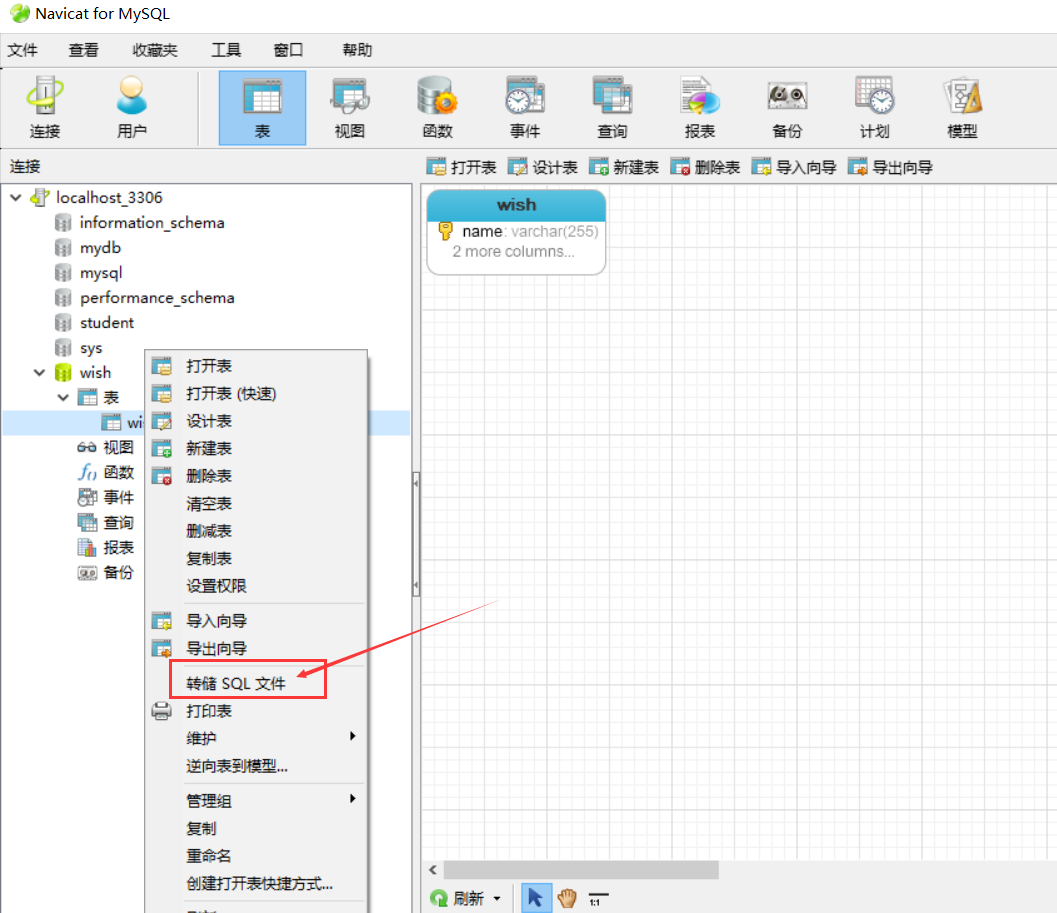 Navicat for MySQL
文件 查看 收藏夹 工具 窗口 帮助
连接 用户 表 视图 函数 事件 查询 报表 备份 计划 模型
连接
打开表 设计表 新建表 删除表 导入向导 导出向导
localhost_3306
information_schema
mydb
mysql
performance_schema
student
sys
wish
表
视图
函数
事件
查询
报表
备份
打开表
打开表 (快速)
设计表
新建表
删除表
清空表
删减表
复制表
设置权限
导入向导
导出向导
转储 SQL 文件
打印表
维护
逆向表到模型...
管理组
复制
重命名
创建打开表快捷方式...
wish
name: varchar(255)
2 more columns...
刷新
1:1